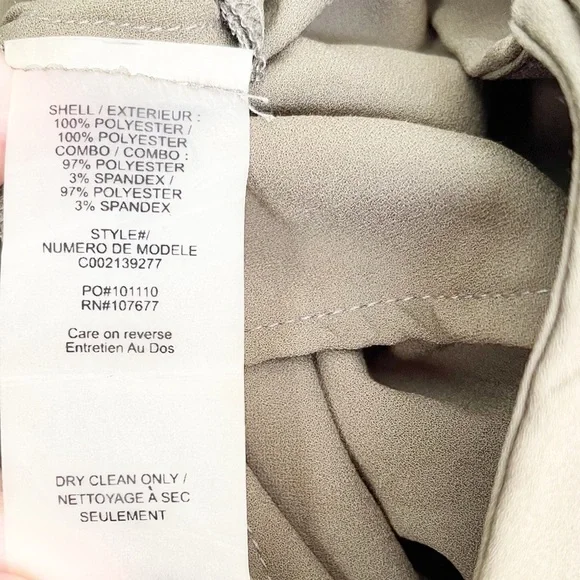 SHELL / EXTERIEUR :
100% POLYESTER /
100% POLYESTER
COMBO / COMBO :
97% POLYESTER
3% SPANDEX /
97% POLYESTER
3% SPANDEX
STYLE#/
NUMERO DE MODELE
C002139277
PO#101110
RN#107677
Care on reverse
Entretien Au Dos
DRY CLEAN ONLY /
NETTOYAGE À SEC
SEULEMENT